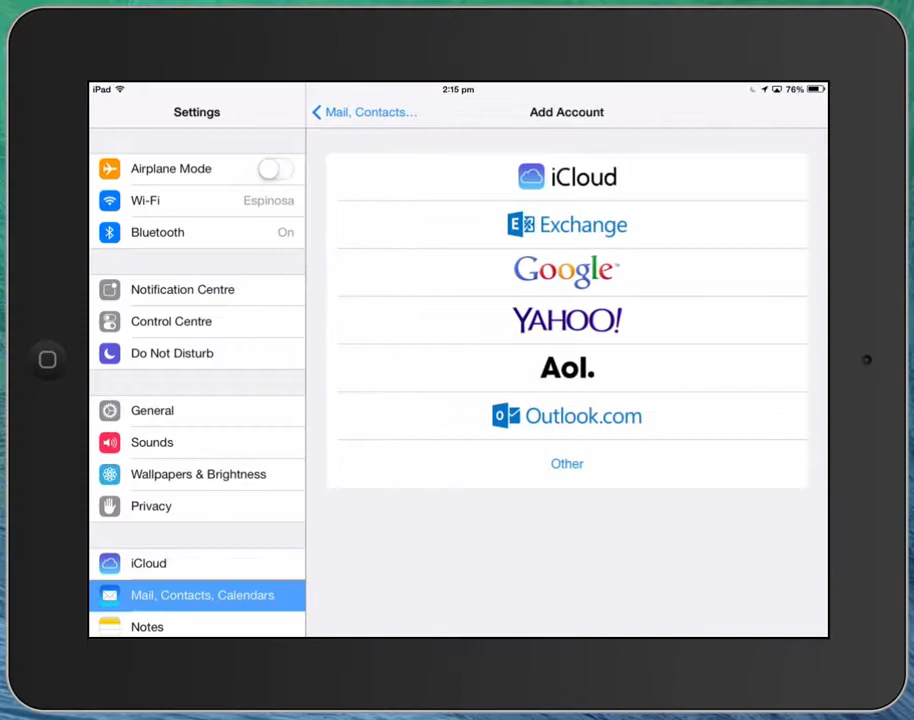 iPad
2:15 pm
76%
Settings
Mail, Contacts...
Add Account
Airplane Mode
Wi-Fi Espinosa
Bluetooth On
Notification Centre
Control Centre
Do Not Disturb
General
Sounds
Wallpapers & Brightness
Privacy
iCloud
Mail, Contacts, Calendars
Notes
iCloud
E Exchange
Google™
YAHOO!
Aol.
O Outlook.com
Other